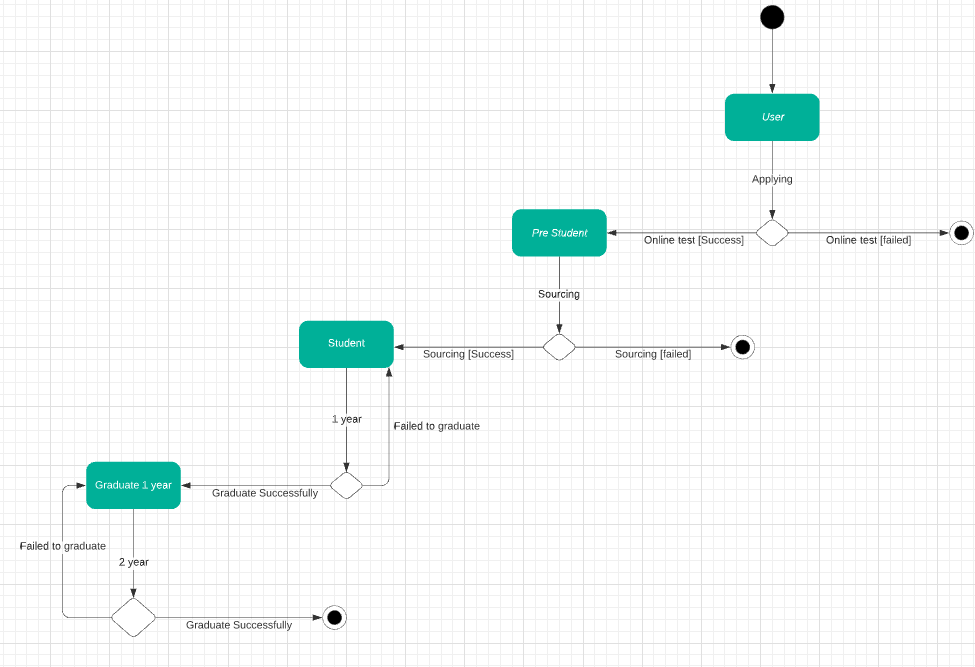 User
Applying
Pre Student
Online test [Success]
Online test [failed]
Sourcing
Student
Sourcing [Success]
Sourcing [failed]
1 year
Failed to graduate
Graduate 1 year
Graduate Successfully
Failed to graduate
2 year
Graduate Successfully